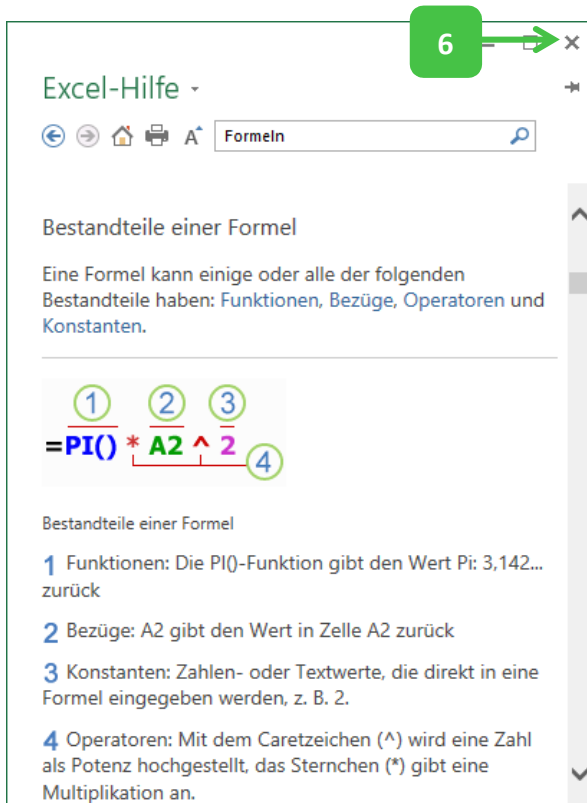 6
Excel-Hilfe
A
Formeln
Bestandteile einer Formel
Eine Formel kann einige oder alle der folgenden
Bestandteile haben: Funktionen, Bezüge, Operatoren und
Konstanten.
1 2 3
=PI() * A2 ^ 2
4
Bestandteile einer Formel
1 Funktionen: Die PI()-Funktion gibt den Wert Pi: 3,142...
zurück
2 Bezüge: A2 gibt den Wert in Zelle A2 zurück
3 Konstanten: Zahlen- oder Textwerte, die direkt in eine
Formel eingegeben werden, z. B. 2.
4 Operatoren: Mit dem Caretzeichen (^) wird eine Zahl
als Potenz hochgestellt, das Sternchen (*) gibt eine
Multiplikation an.